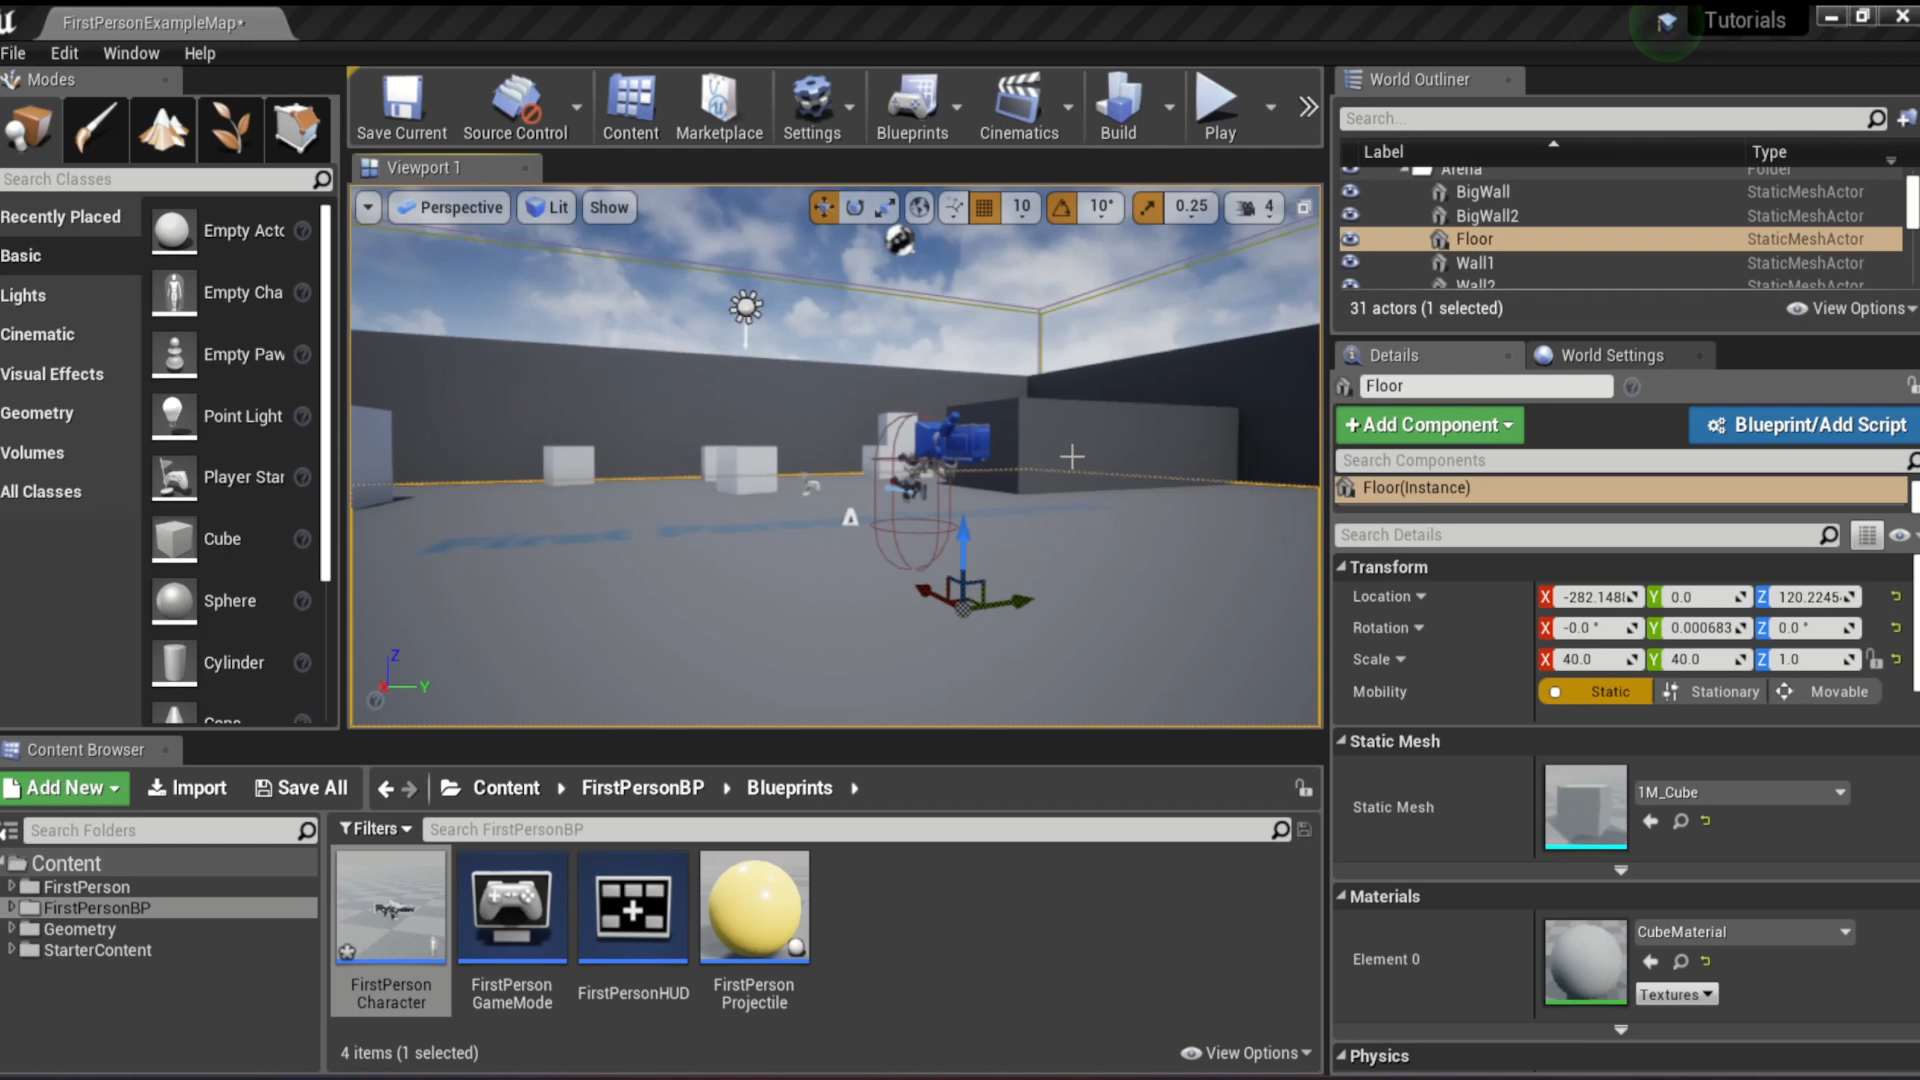 FirstPersonExampleMap*
Tutorials
File Edit Window Help
Modes
Search Classes
Recently Placed
Basic
Lights
Cinematic
Visual Effects
Geometry
Volumes
All Classes
Empty Actc
Empty Cha
Empty Paw
Point Light
Player Star
Cube
Sphere
Cylinder
Save Current
Source Control
Content
Marketplace
Settings
Blueprints
Cinematics
Build
Play
Viewport 1
Perspective
Lit
Show
10
10°
0.25
4
Z
X
Y
World Outliner
Search...
Label Type
Arena Folder
BigWall StaticMeshActor
BigWall2 StaticMeshActor
Floor StaticMeshActor
Wall1 StaticMeshActor
Wall2 StaticMeshActor
31 actors (1 selected)
View Options
Details
World Settings
Floor
+Add Component
Blueprint/Add Script
Search Components
Floor(Instance)
Search Details
Transform
Location X -282.148 Y 0.0 Z 120.2245
Rotation X -0.0 ° Y 0.000683 Z 0.0 °
Scale X 40.0 Y 40.0 Z 1.0
Mobility Static Stationary Movable
Static Mesh
Static Mesh
1M_Cube
Materials
Element 0
CubeMaterial
Textures
Physics
Content Browser
Add New
Import
Save All
Content
FirstPersonBP
Blueprints
Search Folders
Content
FirstPerson
FirstPersonBP
Geometry
StarterContent
Filters
Search FirstPersonBP
FirstPerson
Character
FirstPerson
GameMode
FirstPersonHUD
FirstPerson
Projectile
4 items (1 selected)
View Options